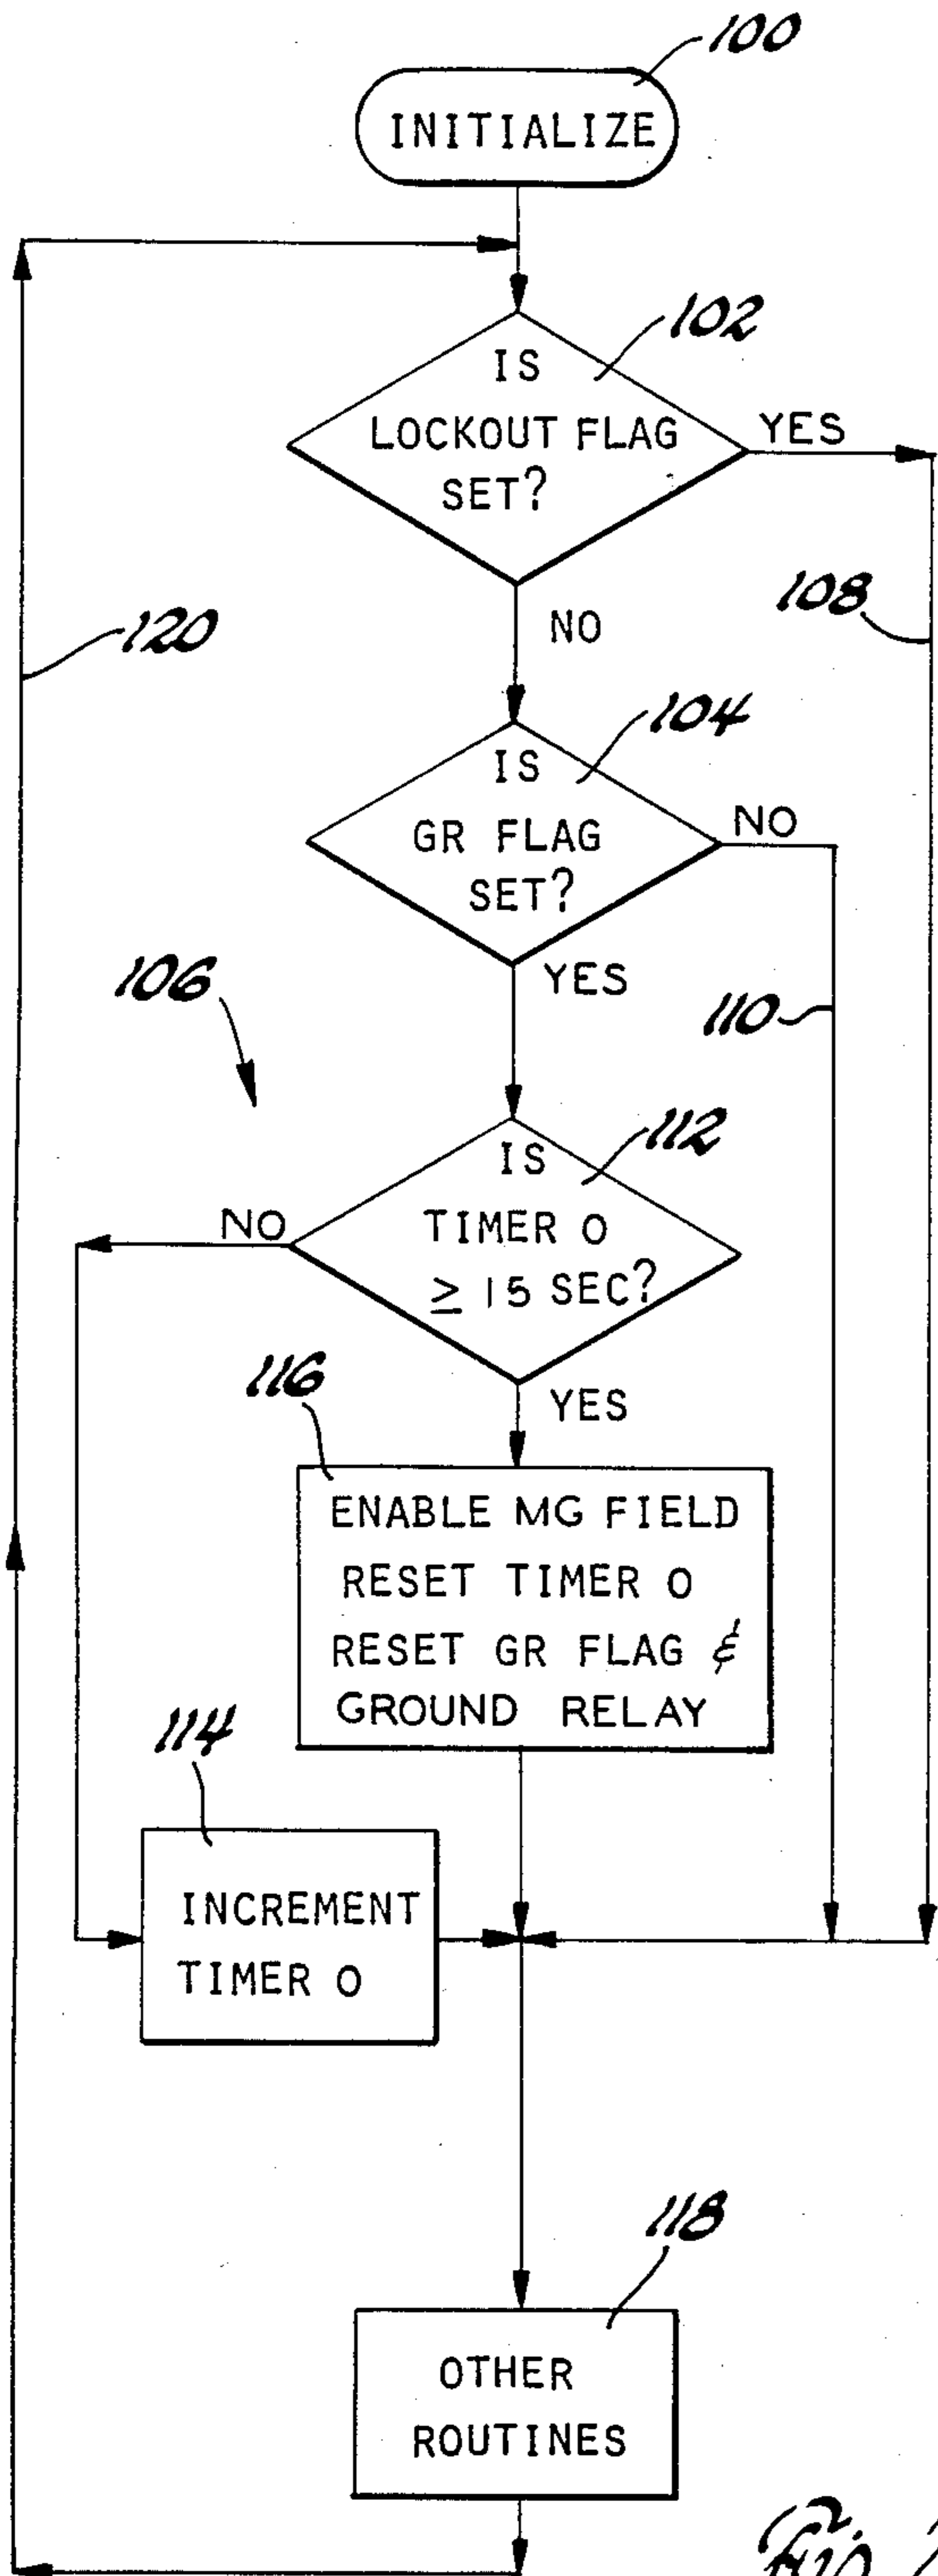 100
INITIALIZE
102
IS
LOCKOUT FLAG
SET?
YES
108
120
NO
104
IS
GR FLAG
SET?
NO
YES
106
110
112
IS
TIMER 0
≥ 15 SEC?
NO
116
YES
ENABLE MG FIELD
RESET TIMER 0
RESET GR FLAG &
GROUND RELAY
114
INCREMENT
TIMER 0
118
OTHER
ROUTINES